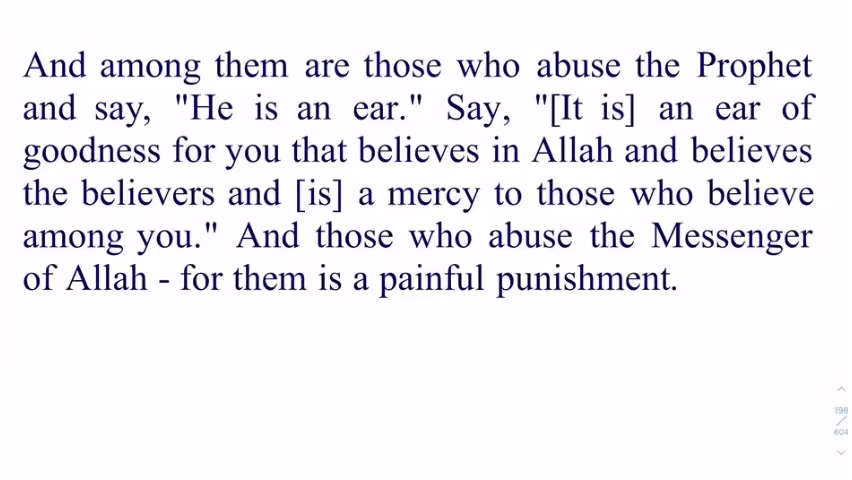 And among them are those who abuse the Prophet
and say, "He is an ear." Say, "[It is] an ear of
goodness for you that believes in Allah and believes
the believers and [is] a mercy to those who believe
among you." And those who abuse the Messenger
of Allah - for them is a painful punishment.
196
604